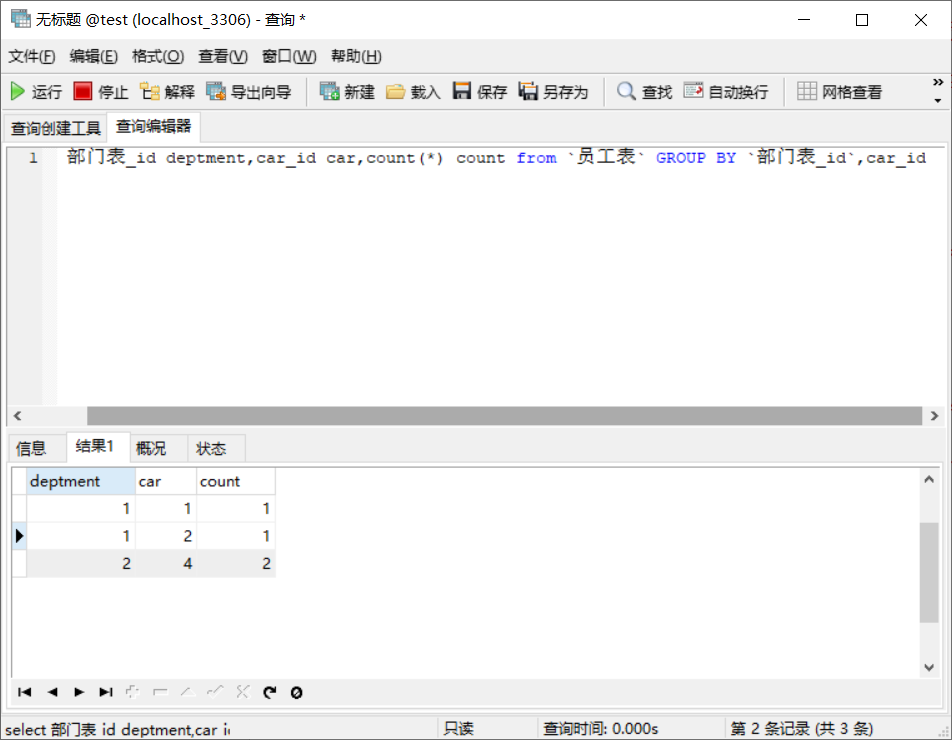 无标题 @test (localhost_3306) - 查询 *
文件(F) 编辑(E) 格式(O) 查看(V) 窗口(W) 帮助(H)
运行 停止 解释 导出向导 新建 载入 保存 另存为 查找 自动换行 网格查看 »
查询创建工具 查询编辑器
1 部门表_id deptment,car_id car,count(*) count from `员工表` GROUP BY `部门表_id`,car_id
信息 结果1 概况 状态
deptment car count
1 1 1
1 2 1
2 4 2
select 部门表_id deptment,car_id 只读 查询时间: 0.000s 第 2 条记录 (共 3 条)